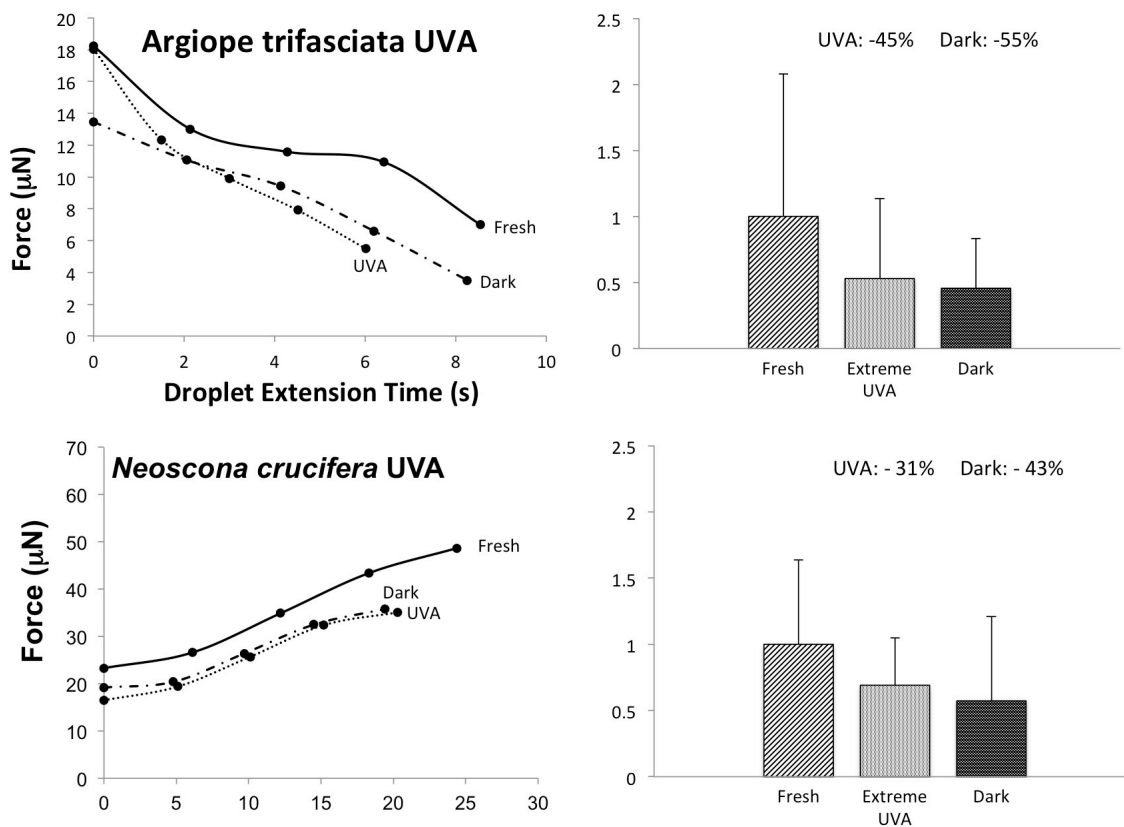 Argiope trifasciata UVA
Force (μN)
20
18
16
14
12
10
8
6
4
2
0
Fresh
UVA
Dark
0 2 4 6 8 10
Droplet Extension Time (s)
UVA: -45% Dark: -55%
2.5
2
1.5
1
0.5
0
Fresh Extreme Dark
UVA
Neoscona crucifera UVA
Force (μN)
70
60
50
40
30
20
10
0
Fresh
Dark
UVA
0 5 10 15 20 25 30
UVA: - 31% Dark: - 43%
2.5
2
1.5
1
0.5
0
Fresh Extreme Dark
UVA